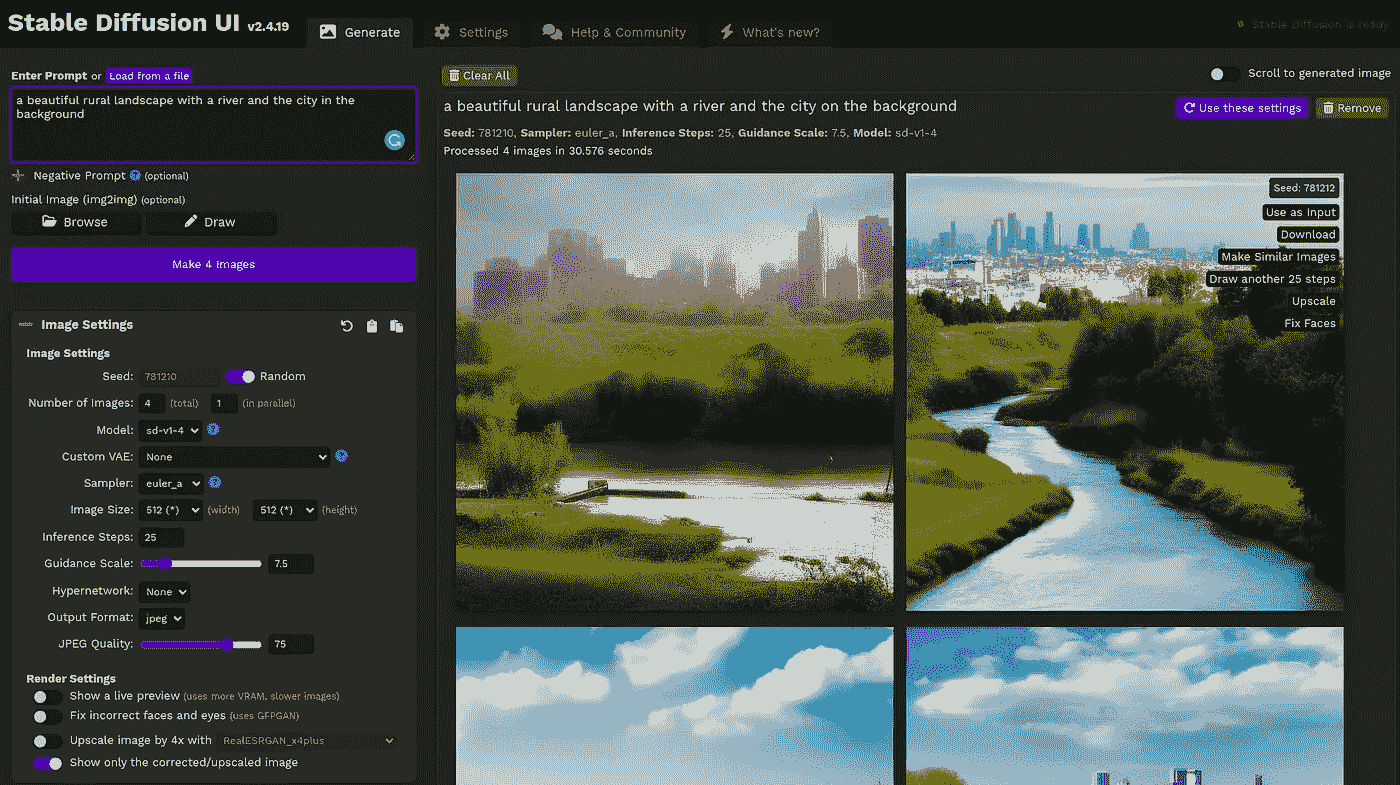 Stable Diffusion UI v2.4.19
Generate
Settings
Help & Community
What's new?
Stable Diffusion is ready
Enter Prompt or Load from a file
a beautiful rural landscape with a river and the city in the
background
Negative Prompt ? (optional)
Initial Image (img2img) (optional)
Browse
Draw
Make 4 Images
Image Settings
Image Settings
Seed: 781210 Random
Number of Images: 4 (total) 1 (in parallel)
Model: sd-v1-4 ?
Custom VAE: None ?
Sampler: euler_a ?
Image Size: 512 (*) (width) 512 (*) (height)
Inference Steps: 25
Guidance Scale: 7.5
Hypernetwork: None
Output Format: jpeg
JPEG Quality: 75
Render Settings
Show a live preview (uses more VRAM, slower images)
Fix incorrect faces and eyes (uses GFPGAN)
Upscale image by 4x with RealESRGAN_x4plus
Show only the corrected/upscaled image
Clear All
Scroll to generated image
a beautiful rural landscape with a river and the city on the background
Use these settings
Remove
Seed: 781210, Sampler: euler_a, Inference Steps: 25, Guidance Scale: 7.5, Model: sd-v1-4
Processed 4 images in 30.576 seconds
Seed: 781212
Use as Input
Download
Make Similar Images
Draw another 25 steps
Upscale
Fix Faces